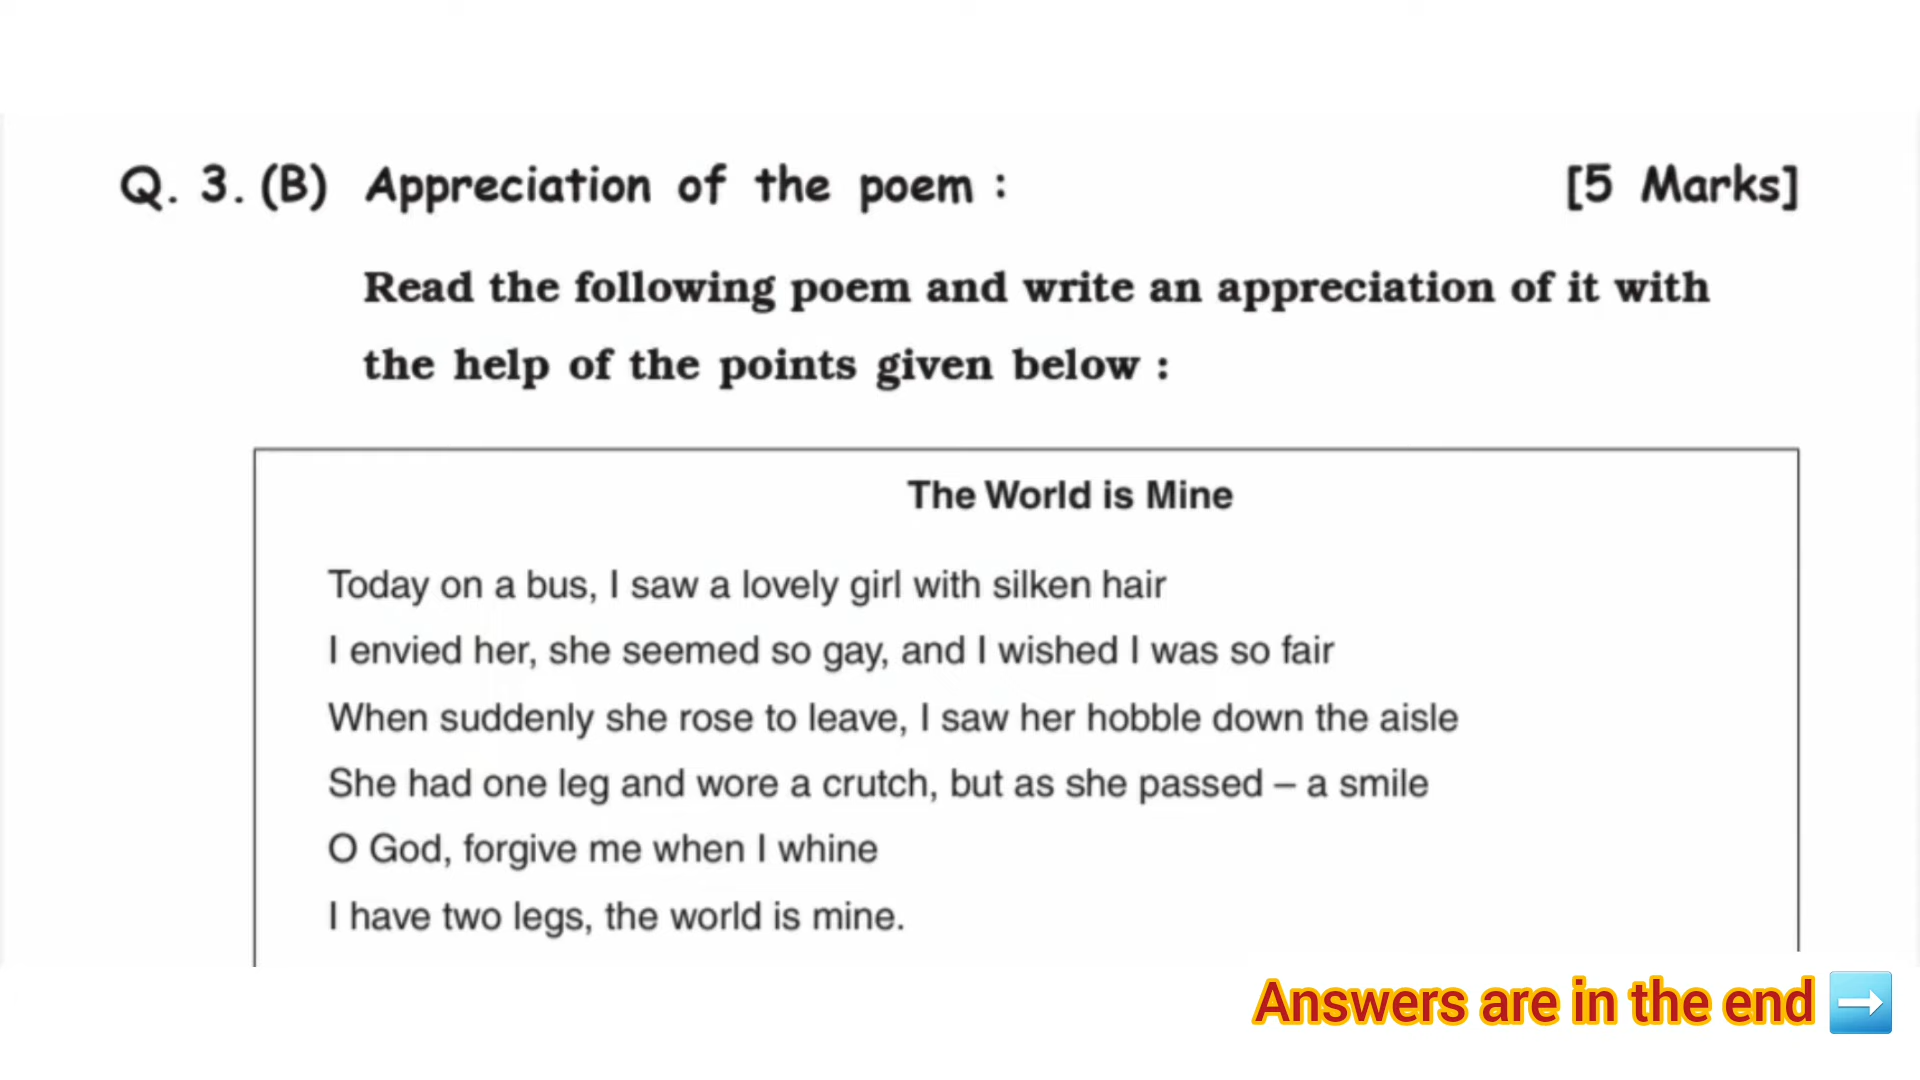 Q. 3. (B) Appreciation of the poem : [5 Marks]
Read the following poem and write an appreciation of it with
the help of the points given below :
The World is Mine
Today on a bus, I saw a lovely girl with silken hair
I envied her, she seemed so gay, and I wished I was so fair
When suddenly she rose to leave, I saw her hobble down the aisle
She had one leg and wore a crutch, but as she passed – a smile
O God, forgive me when I whine
I have two legs, the world is mine.
Answers are in the end